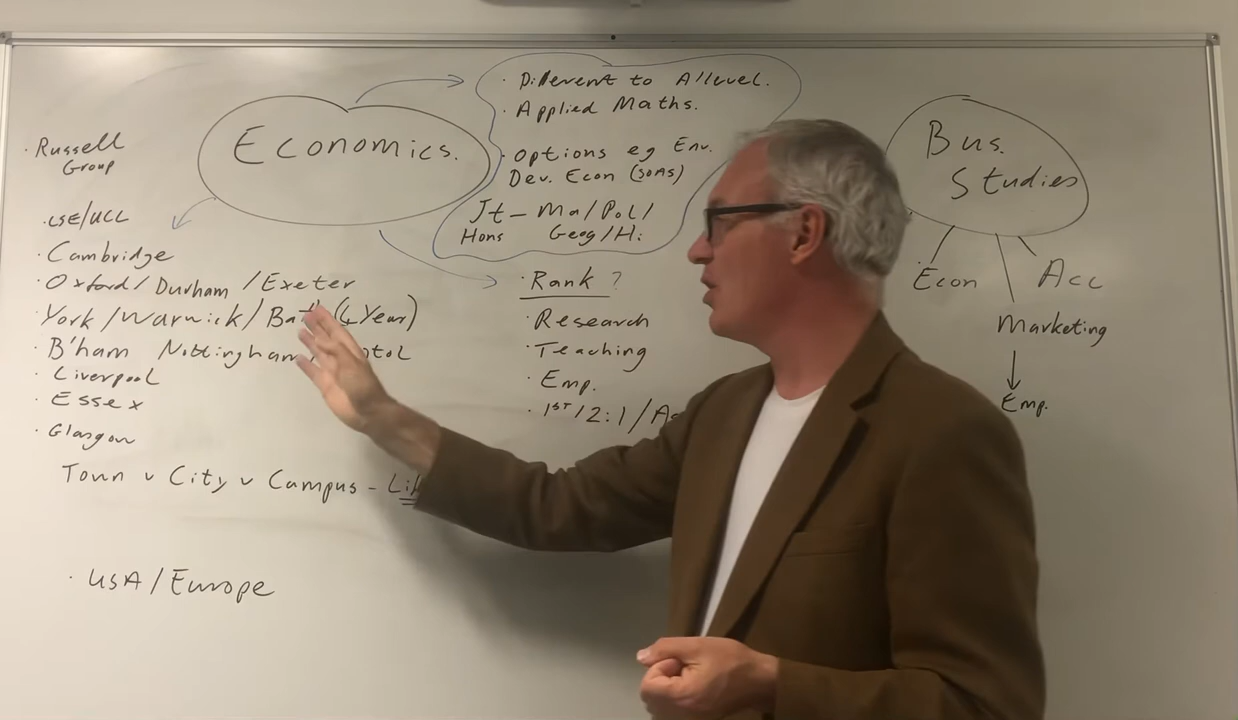 Economics.
Russell
Group
· LSE/UCL
· Cambridge
· Oxford/Durham/Exeter
York/Warwick/Bath (4 Year)
· B'ham Nottingham
· Liverpool
· Essex
· Glasgow
Town v City v Campus -
· USA/Europe
· Different to A/level.
· Applied Maths.
· Options eg Env.
Dev. Econ (SOAS)
Jt - Ma/Pol/
Hons Geog/Hi.
· Rank ?
· Research
· Teaching
· Emp.
· 1ST/2:1/
Bus.
Studies
Econ Acc
Marketing
Emp.